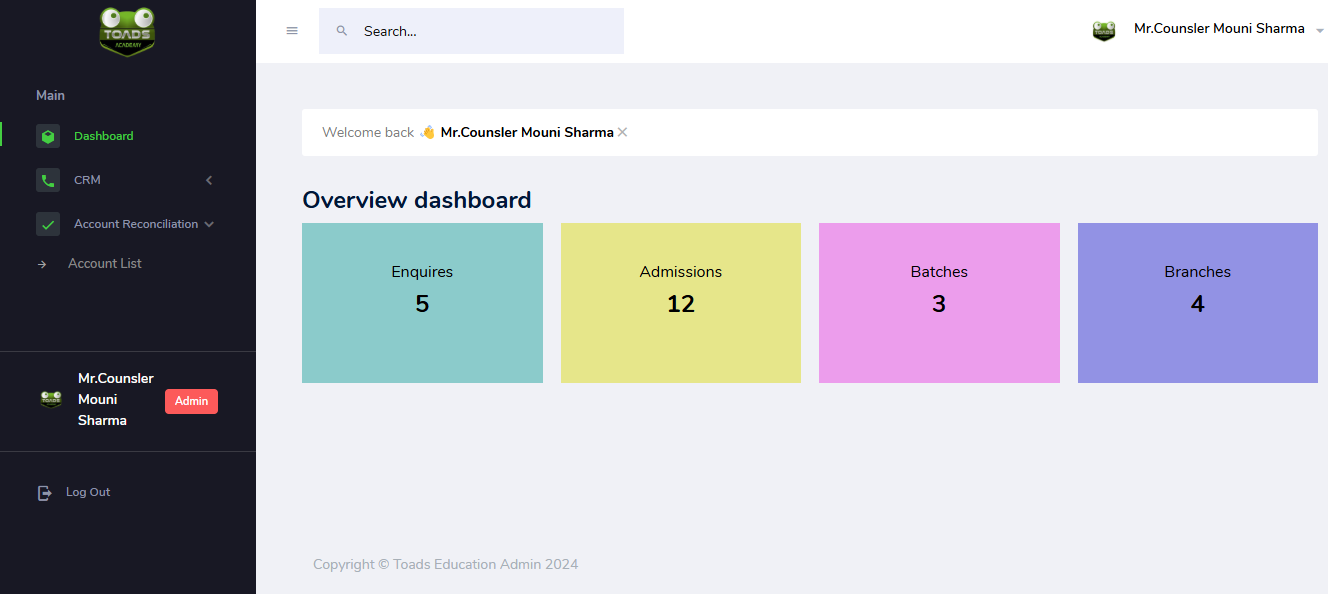 TOADS
ACADEMY
Main
Dashboard
CRM
Account Reconciliation
Account List
Mr.Counsler
Mouni
Sharma
Admin
Log Out
Search...
Mr.Counsler Mouni Sharma
Welcome back 👋 Mr.Counsler Mouni Sharma
Overview dashboard
Enquires
5
Admissions
12
Batches
3
Branches
4
Copyright © Toads Education Admin 2024